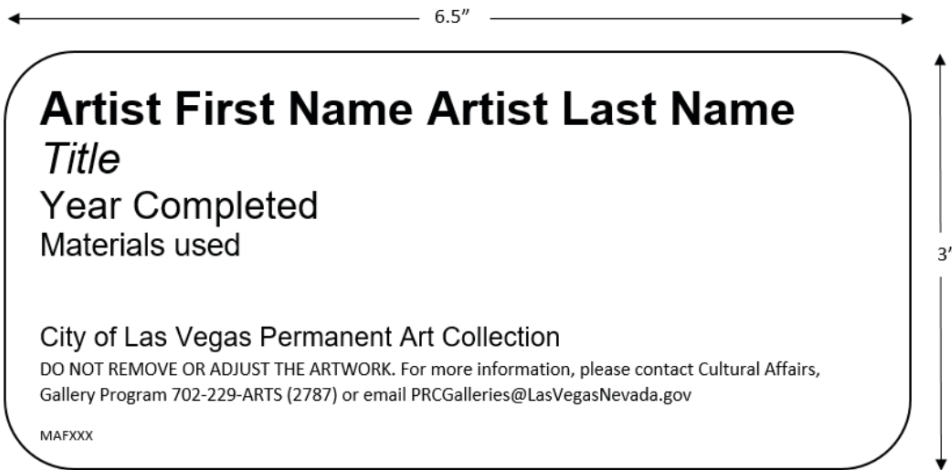 6.5”
Artist First Name Artist Last Name
Title
Year Completed
Materials used
3”
City of Las Vegas Permanent Art Collection
DO NOT REMOVE OR ADJUST THE ARTWORK. For more information, please contact Cultural Affairs,
Gallery Program 702-229-ARTS (2787) or email PRCGalleries@LasVegasNevada.gov
MAFXXX